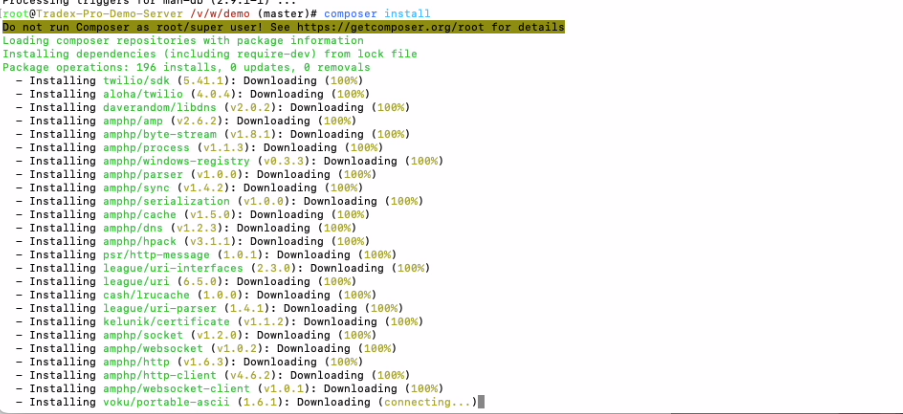 Processing triggers for man-db (2.9.1-1) ...
[root@Tradex-Pro-Demo-Server /v/w/demo (master)# composer install
Do not run Composer as root/super user! See https://getcomposer.org/root for details
Loading composer repositories with package information
Installing dependencies (including require-dev) from lock file
Package operations: 196 installs, 0 updates, 0 removals
- Installing twilio/sdk (5.41.1): Downloading (100%)
- Installing aloha/twilio (4.0.4): Downloading (100%)
- Installing daverandom/libdns (v2.0.2): Downloading (100%)
- Installing amphp/amp (v2.6.2): Downloading (100%)
- Installing amphp/byte-stream (v1.8.1): Downloading (100%)
- Installing amphp/process (v1.1.3): Downloading (100%)
- Installing amphp/windows-registry (v0.3.3): Downloading (100%)
- Installing amphp/parser (v1.0.0): Downloading (100%)
- Installing amphp/sync (v1.4.2): Downloading (100%)
- Installing amphp/serialization (v1.0.0): Downloading (100%)
- Installing amphp/cache (v1.5.0): Downloading (100%)
- Installing amphp/dns (v1.2.3): Downloading (100%)
- Installing amphp/hpack (v3.1.1): Downloading (100%)
- Installing psr/http-message (1.0.1): Downloading (100%)
- Installing league/uri-interfaces (2.3.0): Downloading (100%)
- Installing league/uri (6.5.0): Downloading (100%)
- Installing cash/lrucache (1.0.0): Downloading (100%)
- Installing league/uri-parser (1.4.1): Downloading (100%)
- Installing kelunik/certificate (v1.1.2): Downloading (100%)
- Installing amphp/socket (v1.2.0): Downloading (100%)
- Installing amphp/websocket (v1.0.2): Downloading (100%)
- Installing amphp/http (v1.6.3): Downloading (100%)
- Installing amphp/http-client (v4.6.2): Downloading (100%)
- Installing amphp/websocket-client (v1.0.1): Downloading (100%)
- Installing voku/portable-ascii (1.6.1): Downloading (connecting...)